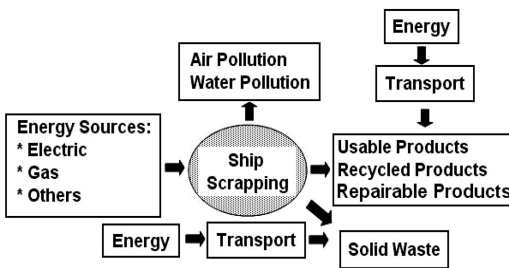 Energy
Air Pollution
Water Pollution
Transport
Energy Sources:
* Electric
* Gas
* Others
Ship
Scrapping
Usable Products
Recycled Products
Repairable Products
Energy
Transport
Solid Waste